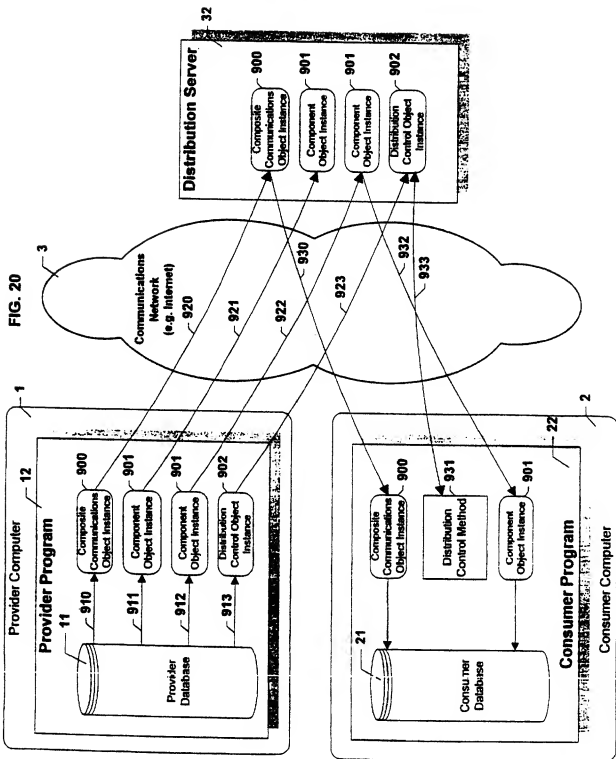 FIG. 20
Provider Computer
1
Provider Program
12
11
Provider
Database
910
911
912
913
Composite
Communications
Object Instance
900
Component
Object Instance
901
Component
Object Instance
901
Distribution
Control Object
Instance
902
3
Communications
Network
(e.g. Internet)
920
921
922
923
930
932
933
Distribution Server
32
Composite
Communications
Object Instance
900
Component
Object Instance
901
Component
Object Instance
901
Distribution
Control Object
Instance
902
2
22
21
Consumer
Database
Composite
Communications
Object Instance
900
Distribution
Control Method
931
Component
Object Instance
901
Consumer Program
Consumer Computer